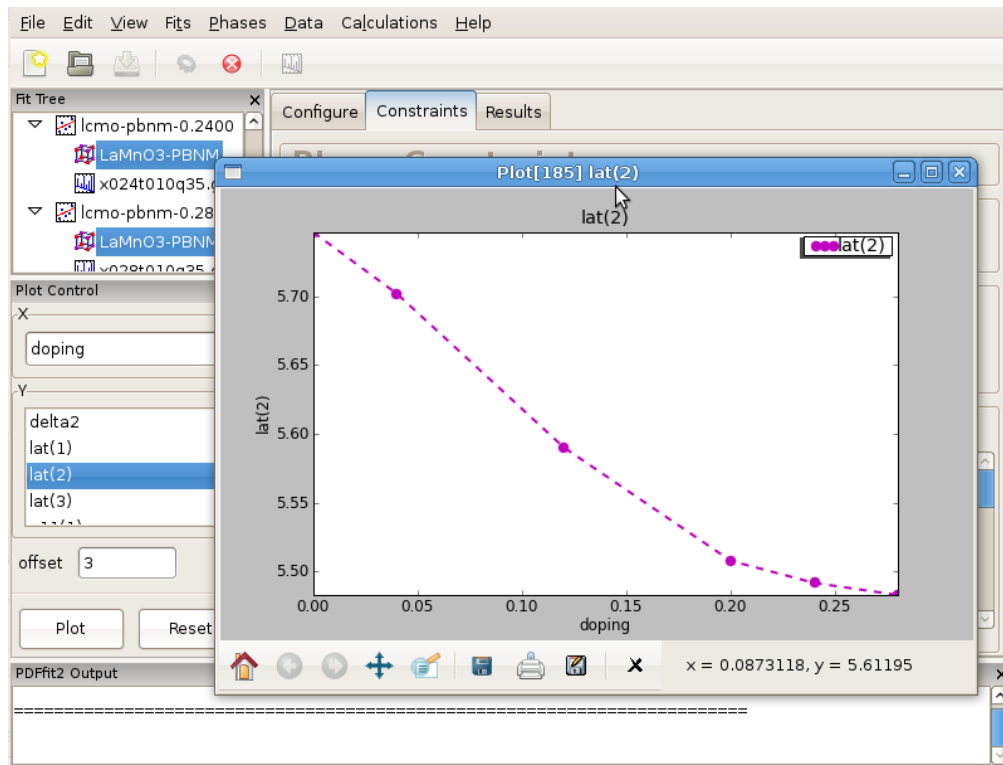 File Edit View Fits Phases Data Calculations Help
Fit Tree x
lcmo-pbnm-0.2400
LaMnO3-PBNM
x024t010q35.
lcmo-pbnm-0.28
LaMnO3-PBNM
x028t010q35.
Configure Constraints Results
Plot[185] lat(2)
lat(2)
lat(2)
5.70
5.65
5.60
5.55
5.50
lat(2)
0.00 0.05 0.10 0.15 0.20 0.25
doping
x = 0.0873118, y = 5.61195
Plot Control
X
doping
Y
delta2
lat(1)
lat(2)
lat(3)
offset 3
Plot Reset
PDFfit2 Output x
==========================================================================